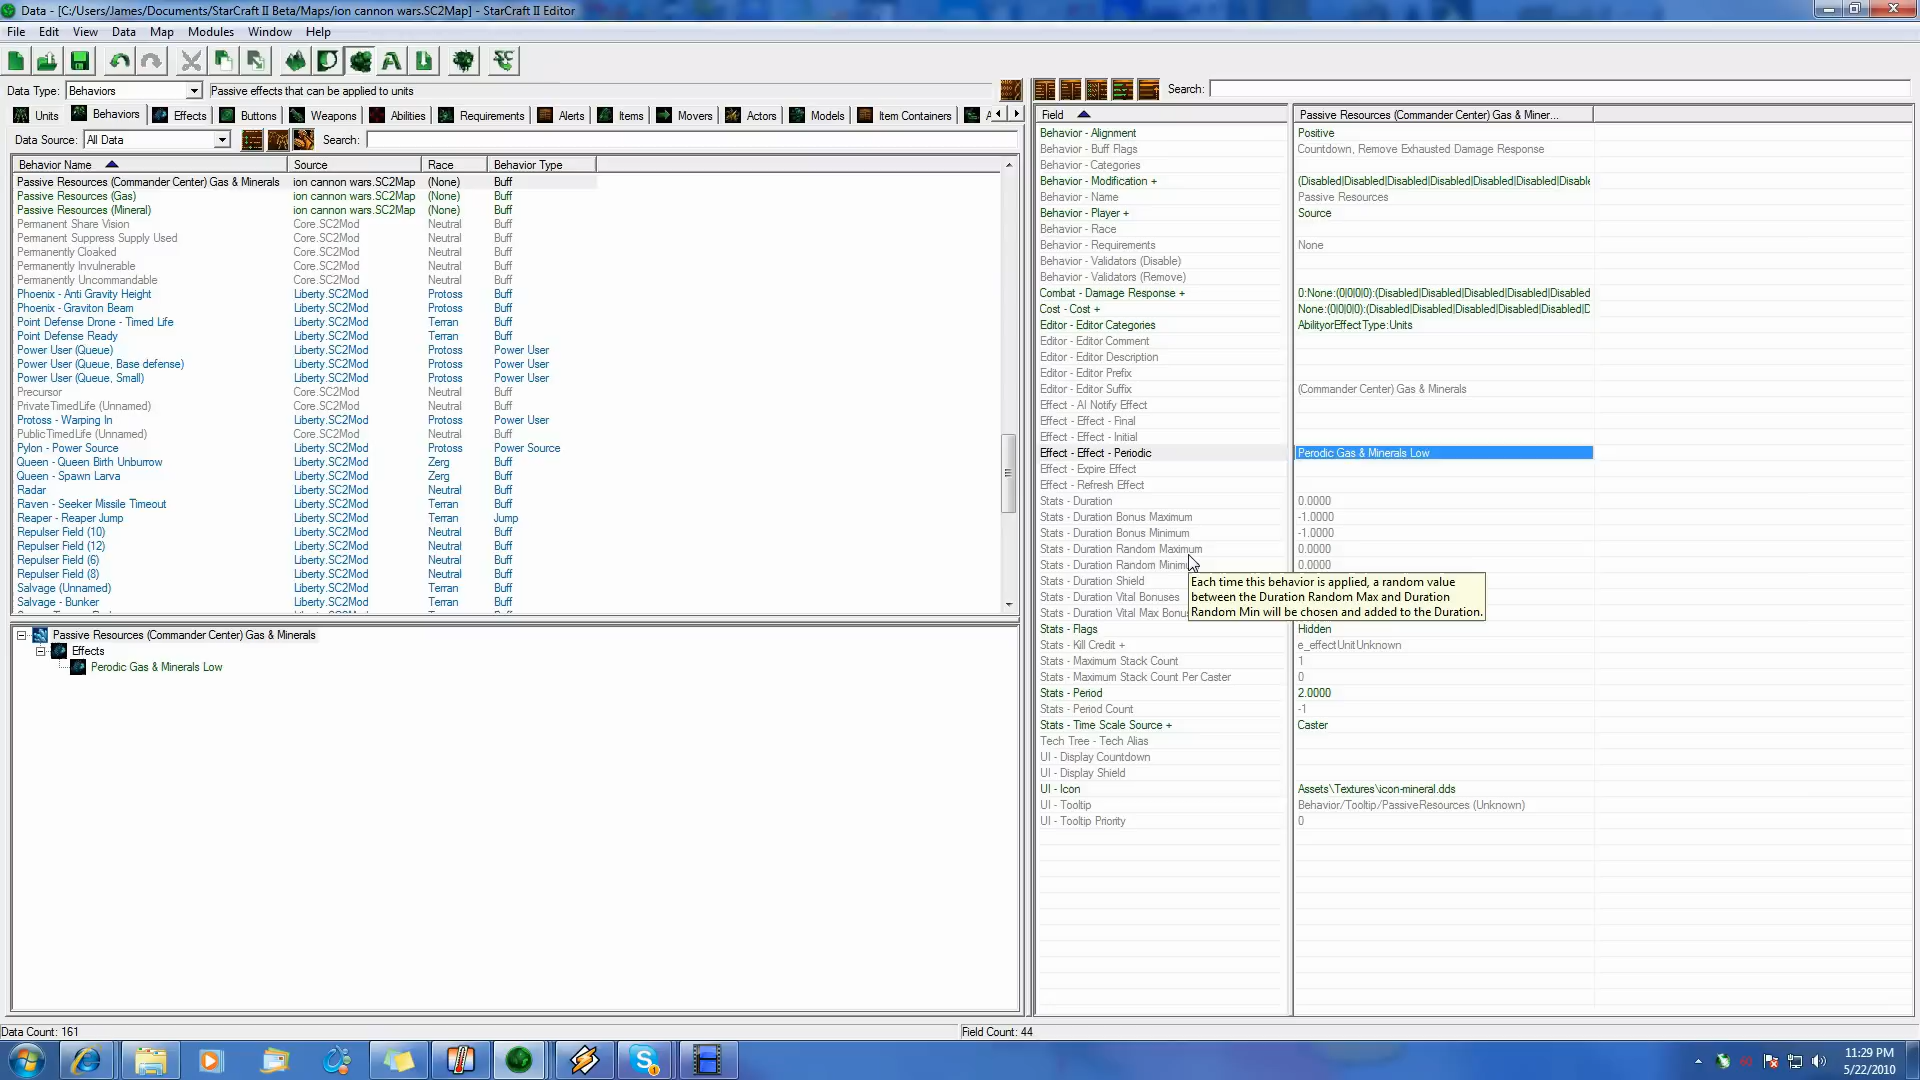 Data - [C:/Users/James/Documents/StarCraft II Beta/Maps/ion cannon wars.SC2Map] - StarCraft II Editor
File Edit View Data Map Modules Window Help
Data Type: Behaviors Passive effects that can be applied to units
Search:
Units Behaviors Effects Buttons Weapons Abilities Requirements Alerts Items Movers Actors Models Item Containers A
Data Source: All Data Search:
Behavior Name Source Race Behavior Type
Passive Resources (Commander Center) Gas & Minerals ion cannon wars.SC2Map (None) Buff
Passive Resources (Gas) ion cannon wars.SC2Map (None) Buff
Passive Resources (Mineral) ion cannon wars.SC2Map (None) Buff
Permanent Share Vision Core.SC2Mod Neutral Buff
Permanent Suppress Supply Used Core.SC2Mod Neutral Buff
Permanently Cloaked Core.SC2Mod Neutral Buff
Permanently Invulnerable Core.SC2Mod Neutral Buff
Permanently Uncommandable Core.SC2Mod Neutral Buff
Phoenix - Anti Gravity Height Liberty.SC2Mod Protoss Buff
Phoenix - Graviton Beam Liberty.SC2Mod Protoss Buff
Point Defense Drone - Timed Life Liberty.SC2Mod Terran Buff
Point Defense Ready Liberty.SC2Mod Terran Buff
Power User (Queue) Liberty.SC2Mod Protoss Power User
Power User (Queue, Base defense) Liberty.SC2Mod Protoss Power User
Power User (Queue, Small) Liberty.SC2Mod Protoss Power User
Precursor Core.SC2Mod Neutral Buff
PrivateTimedLife (Unnamed) Core.SC2Mod Neutral Buff
Protoss - Warping In Liberty.SC2Mod Protoss Power User
PublicTimedLife (Unnamed) Core.SC2Mod Neutral Buff
Pylon - Power Source Liberty.SC2Mod Protoss Power Source
Queen - Queen Birth Unburrow Liberty.SC2Mod Zerg Buff
Queen - Spawn Larva Liberty.SC2Mod Zerg Buff
Radar Liberty.SC2Mod Neutral Buff
Raven - Seeker Missile Timeout Liberty.SC2Mod Terran Buff
Reaper - Reaper Jump Liberty.SC2Mod Terran Jump
Repulser Field (10) Liberty.SC2Mod Neutral Buff
Repulser Field (12) Liberty.SC2Mod Neutral Buff
Repulser Field (6) Liberty.SC2Mod Neutral Buff
Repulser Field (8) Liberty.SC2Mod Neutral Buff
Salvage (Unnamed) Liberty.SC2Mod Terran Buff
Salvage - Bunker Liberty.SC2Mod Terran Buff
Passive Resources (Commander Center) Gas & Minerals
Effects
Perodic Gas & Minerals Low
Field Passive Resources (Commander Center) Gas & Miner...
Behavior - Alignment Positive
Behavior - Buff Flags Countdown, Remove Exhausted Damage Response
Behavior - Categories
Behavior - Modification + (Disabled|Disabled|Disabled|Disabled|Disabled|Disabled|Disable
Behavior - Name Passive Resources
Behavior - Player + Source
Behavior - Race
Behavior - Requirements None
Behavior - Validators (Disable)
Behavior - Validators (Remove)
Combat - Damage Response + 0:None:(0|0|0|0):(Disabled|Disabled|Disabled|Disabled|Disabled
Cost - Cost + None:(0|0|0|0):(Disabled|Disabled|Disabled|Disabled|Disabled|D
Editor - Editor Categories AbilityorEffectType:Units
Editor - Editor Comment
Editor - Editor Description
Editor - Editor Prefix
Editor - Editor Suffix (Commander Center) Gas & Minerals
Effect - AI Notify Effect
Effect - Effect - Final
Effect - Effect - Initial
Effect - Effect - Periodic Perodic Gas & Minerals Low
Effect - Expire Effect
Effect - Refresh Effect
Stats - Duration 0.0000
Stats - Duration Bonus Maximum -1.0000
Stats - Duration Bonus Minimum -1.0000
Stats - Duration Random Maximum 0.0000
Stats - Duration Random Minim 0.0000
Stats - Duration Shield
Stats - Duration Vital Bonuses
Stats - Duration Vital Max Bonu
Each time this behavior is applied, a random value
between the Duration Random Max and Duration
Random Min will be chosen and added to the Duration.
Stats - Flags Hidden
Stats - Kill Credit + e_effectUnitUnknown
Stats - Maximum Stack Count 1
Stats - Maximum Stack Count Per Caster 0
Stats - Period 2.0000
Stats - Period Count -1
Stats - Time Scale Source + Caster
Tech Tree - Tech Alias
UI - Display Countdown
UI - Display Shield
UI - Icon Assets\Textures\icon-mineral.dds
UI - Tooltip Behavior/Tooltip/PassiveResources (Unknown)
UI - Tooltip Priority 0
Data Count: 161 Field Count: 44
11:29 PM
5/22/2010